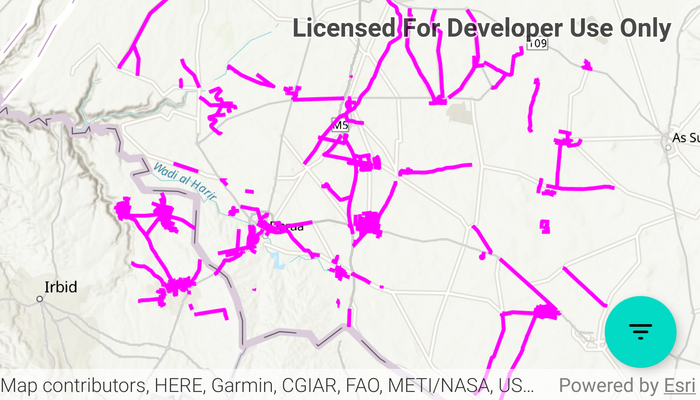 Licensed For Developer Use Only
109
M5
As Su
Wadi al-Harir
Irbid
Map contributors, HERE, Garmin, CGIAR, FAO, METI/NASA, US...
Powered by Esri